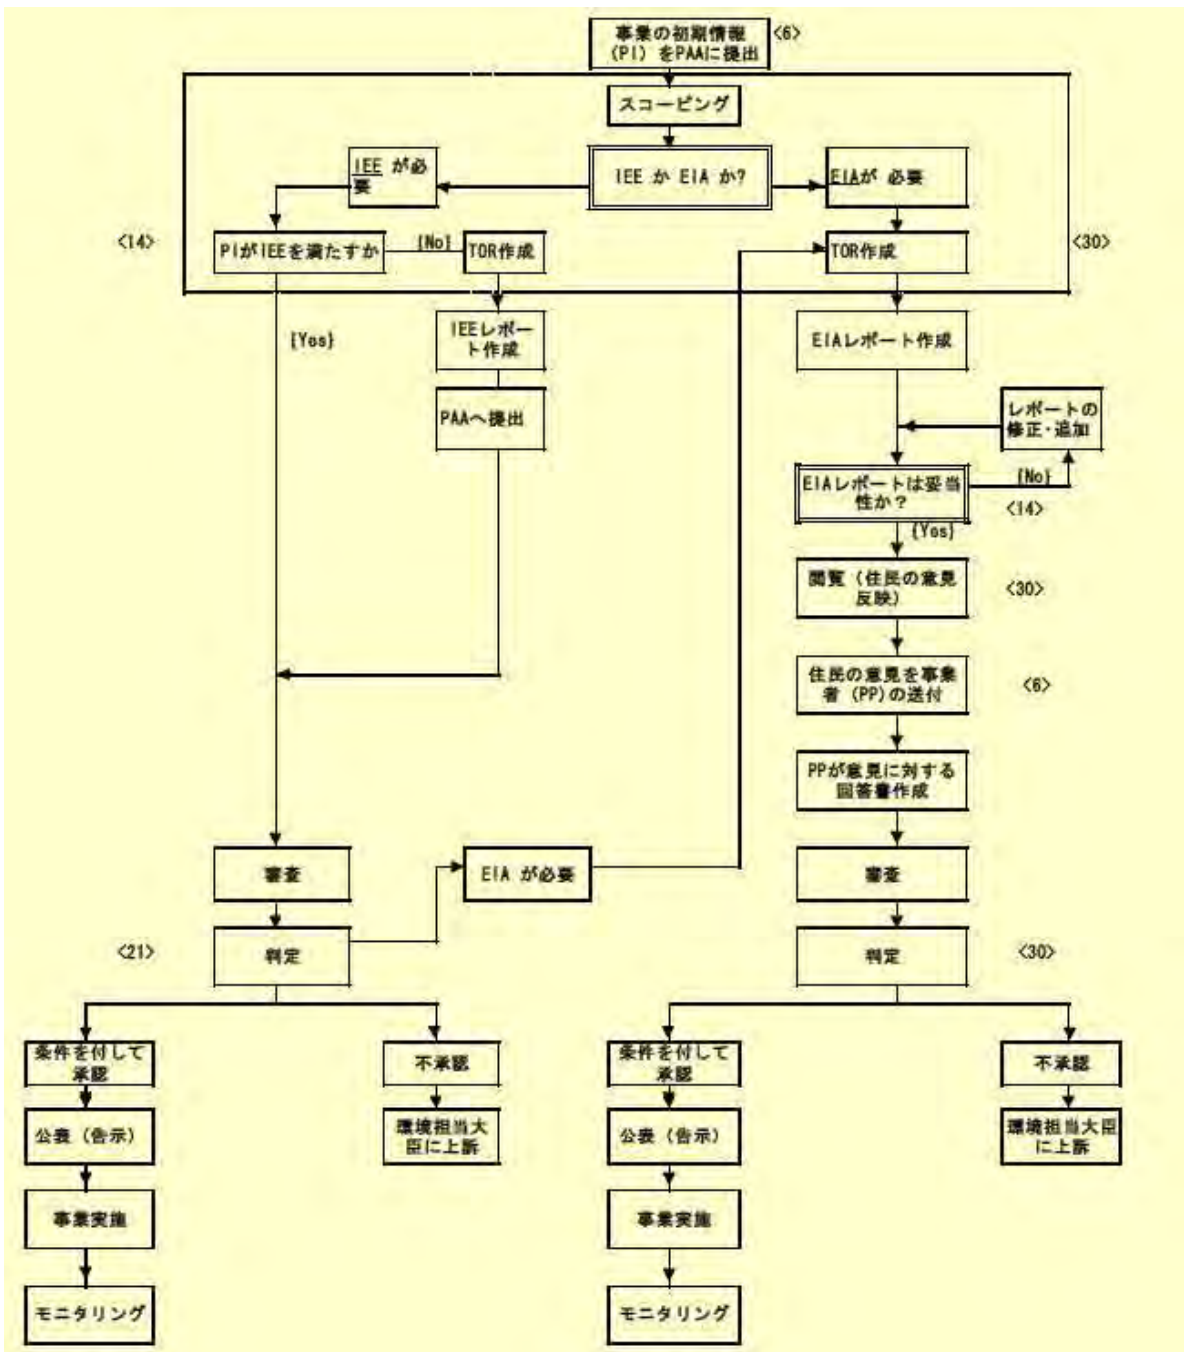 事業の初期情報
(PI) をPAAに提出
<6>
スコーピング
IEE が必
要
IEE か EIA か?
EIAが 必要
<14>
PIがIEEを満たすか
[No]
TOR作成
TOR作成
<30>
{Yes}
IEEレポー
ト作成
EIAレポート作成
PAAへ提出
レポートの
修正・追加
EIAレポートは妥当
性か？
{No}
<14>
{Yes}
閲覧（住民の意見
反映）
<30>
住民の意見を事業
者（PP)の送付
<6>
PPが意見に対する
回答書作成
審査
EIA が必要
審査
<21>
判定
判定
<30>
条件を付して
承認
不承認
条件を付して
承認
不承認
公表（告示）
環境担当大
臣に上訴
公表（告示）
環境担当大臣
に上訴
事業実施
事業実施
モニタリング
モニタリング